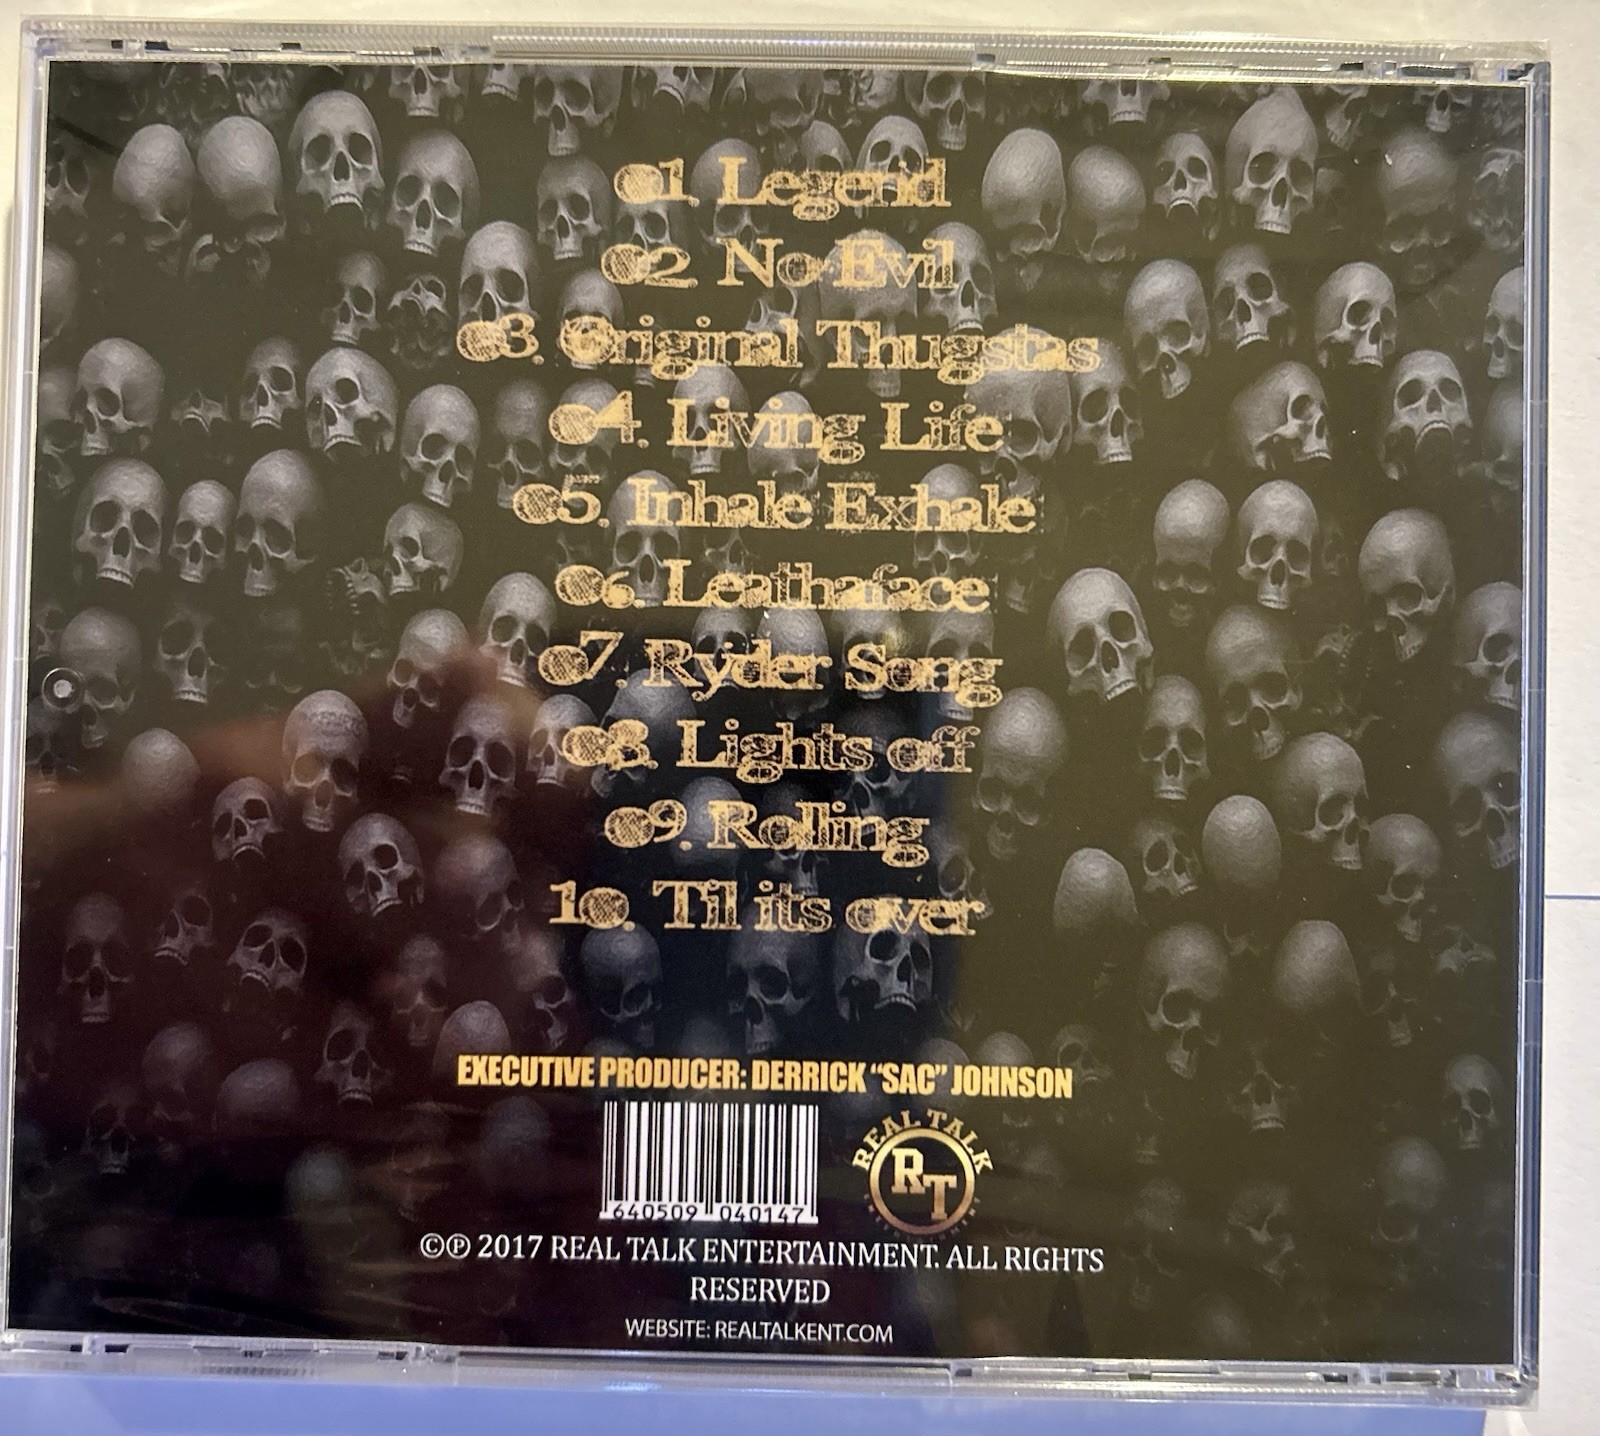 01. Legend
02. No Evil
03. Original Thugstas
04. Living Life
05. Inhale Exhale
06. Leathaface
07. Ryder Song
08. Lights off
09. Rolling
10. Til its over
EXECUTIVE PRODUCER: DERRICK “SAC” JOHNSON
REAL TALK
RT
640509 040147
©℗ 2017 REAL TALK ENTERTAINMENT. ALL RIGHTS
RESERVED
WEBSITE: REALTALKENT.COM